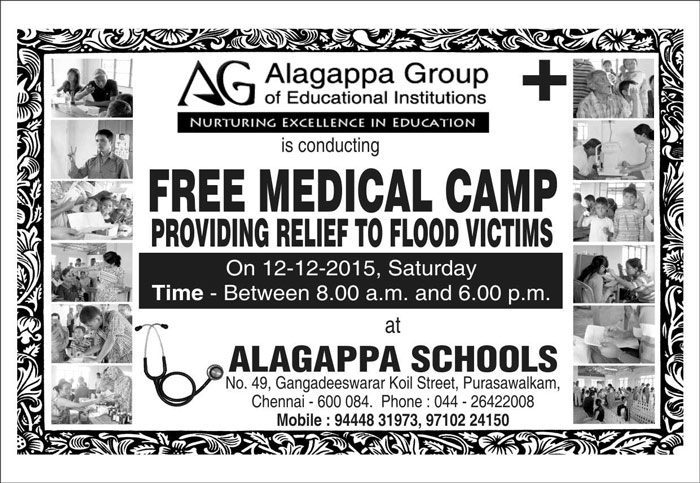 AG Alagappa Group
of Educational Institutions
NURTURING EXCELLENCE IN EDUCATION
is conducting
FREE MEDICAL CAMP
PROVIDING RELIEF TO FLOOD VICTIMS
On 12-12-2015, Saturday
Time - Between 8.00 a.m. and 6.00 p.m.
at
ALAGAPPA SCHOOLS
No. 49, Gangadeeswarar Koil Street, Purasawalkam,
Chennai - 600 084. Phone : 044 - 26422008
Mobile : 94448 31973, 97102 24150